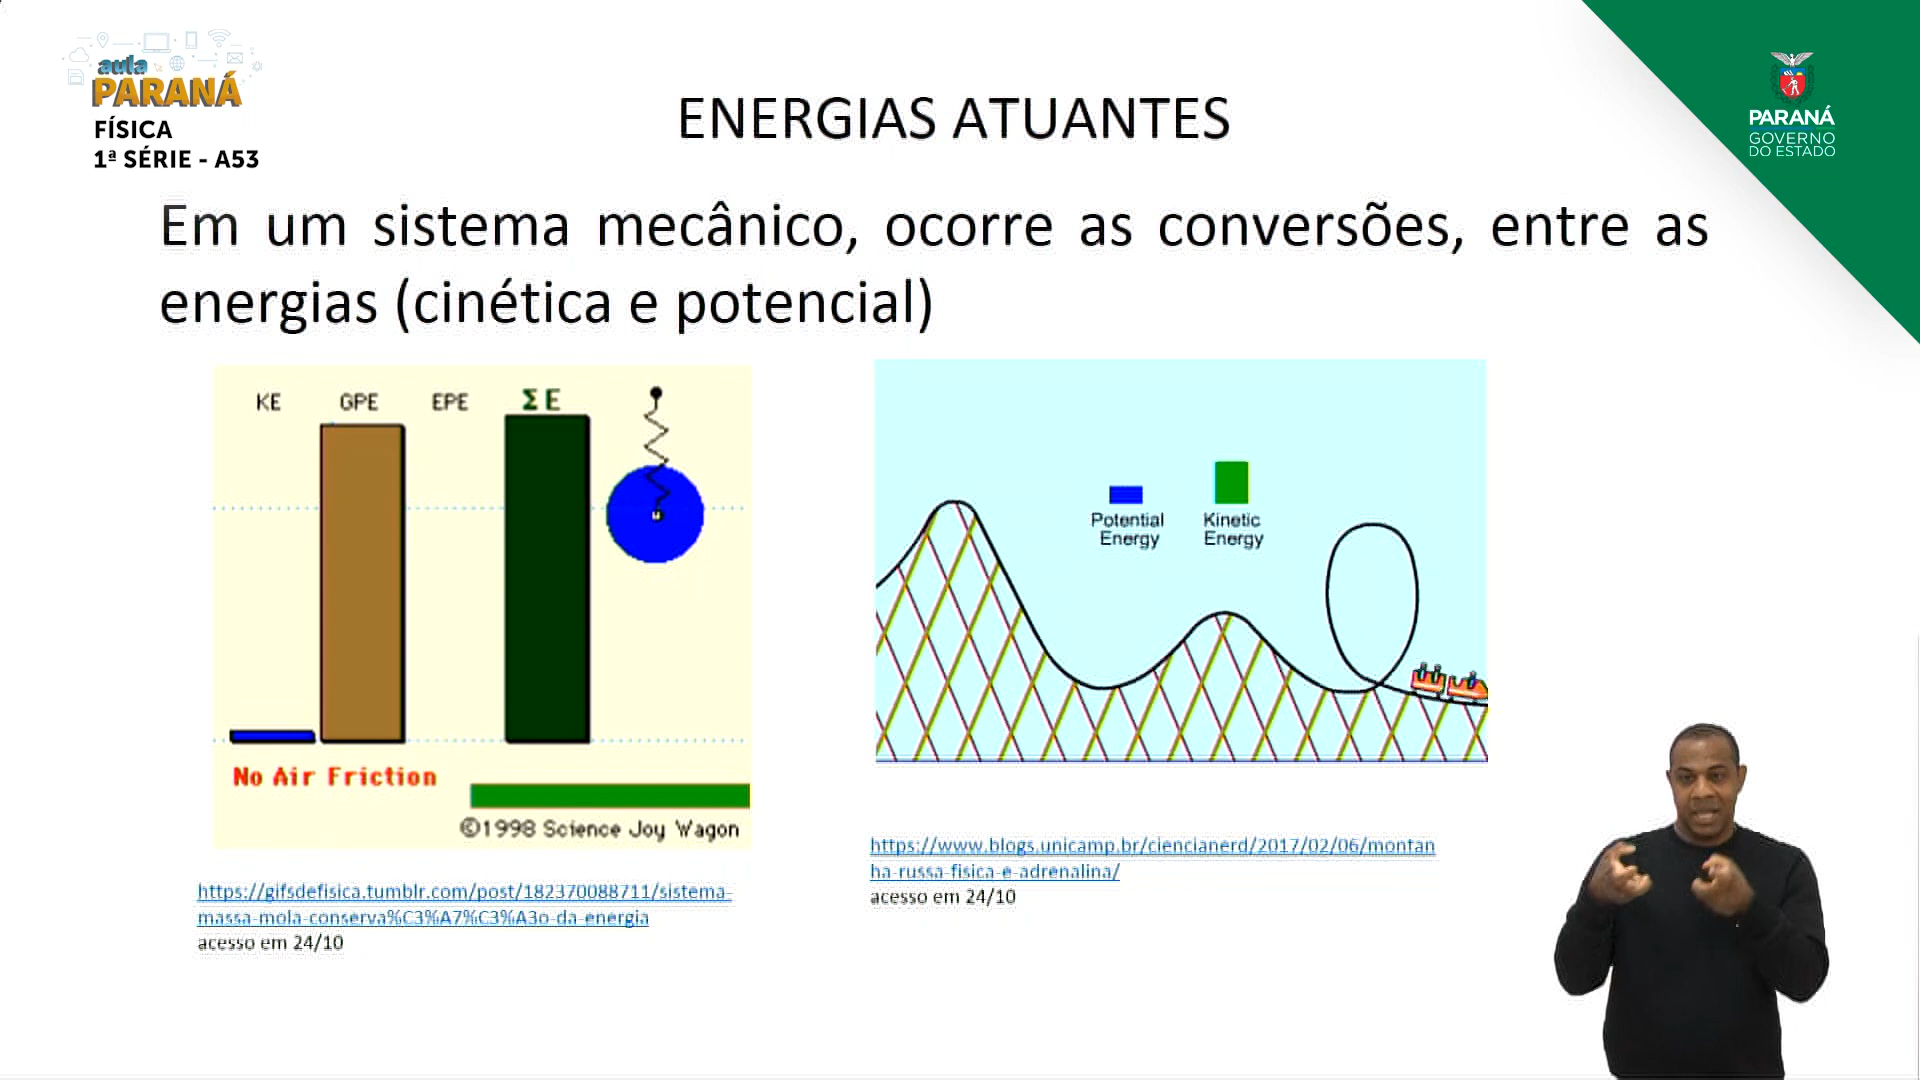 aula
PARANÁ
FÍSICA
1ª SÉRIE - A53
PARANÁ
GOVERNO
DO ESTADO
ENERGIAS ATUANTES
Em um sistema mecânico, ocorre as conversões, entre as
energias (cinética e potencial)
KE GPE EPE Σ E
No Air Friction
©1998 Science Joy Wagon
https://gifsdefisica.tumblr.com/post/182370088711/sistema-
massa-mola-conserva%C3%A7%C3%A3o-da-energia
acesso em 24/10
Potential
Energy
Kinetic
Energy
https://www.blogs.unicamp.br/ciencianerd/2017/02/06/montan
ha-russa-fisica-e-adrenalina/
acesso em 24/10